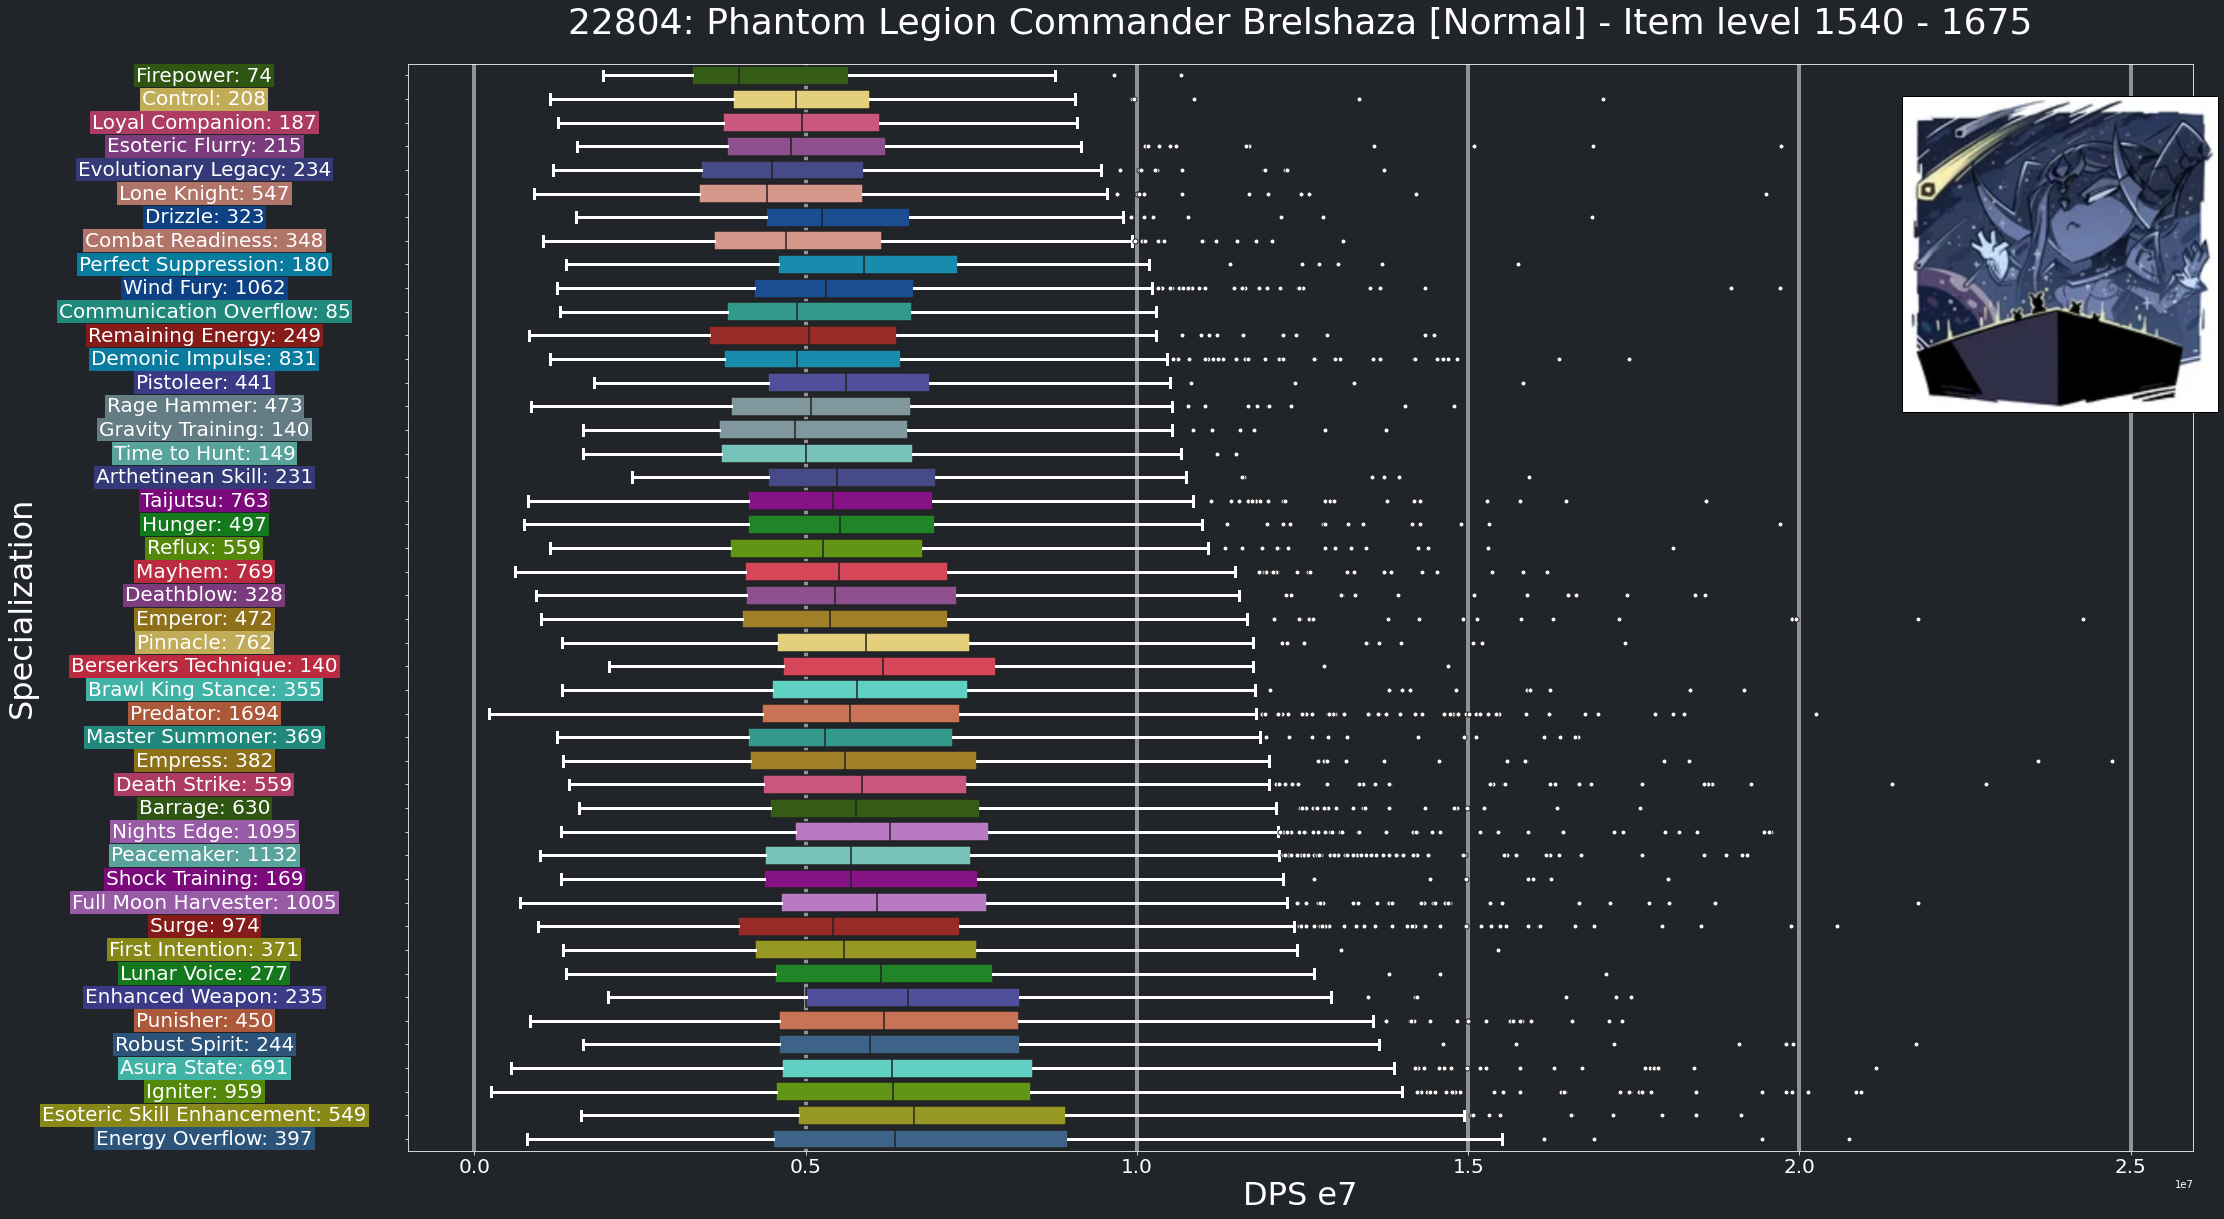 22804: Phantom Legion Commander Brelshaza [Normal] - Item level 1540 - 1675
Specialization
Firepower: 74
Control: 208
Loyal Companion: 187
Esoteric Flurry: 215
Evolutionary Legacy: 234
Lone Knight: 547
Drizzle: 323
Combat Readiness: 348
Perfect Suppression: 180
Wind Fury: 1062
Communication Overflow: 85
Remaining Energy: 249
Demonic Impulse: 831
Pistoleer: 441
Rage Hammer: 473
Gravity Training: 140
Time to Hunt: 149
Arthetinean Skill: 231
Taijutsu: 763
Hunger: 497
Reflux: 559
Mayhem: 769
Deathblow: 328
Emperor: 472
Pinnacle: 762
Berserkers Technique: 140
Brawl King Stance: 355
Predator: 1694
Master Summoner: 369
Empress: 382
Death Strike: 559
Barrage: 630
Nights Edge: 1095
Peacemaker: 1132
Shock Training: 169
Full Moon Harvester: 1005
Surge: 974
First Intention: 371
Lunar Voice: 277
Enhanced Weapon: 235
Punisher: 450
Robust Spirit: 244
Asura State: 691
Igniter: 959
Esoteric Skill Enhancement: 549
Energy Overflow: 397
0.0 0.5 1.0 1.5 2.0 2.5
1e7
DPS e7